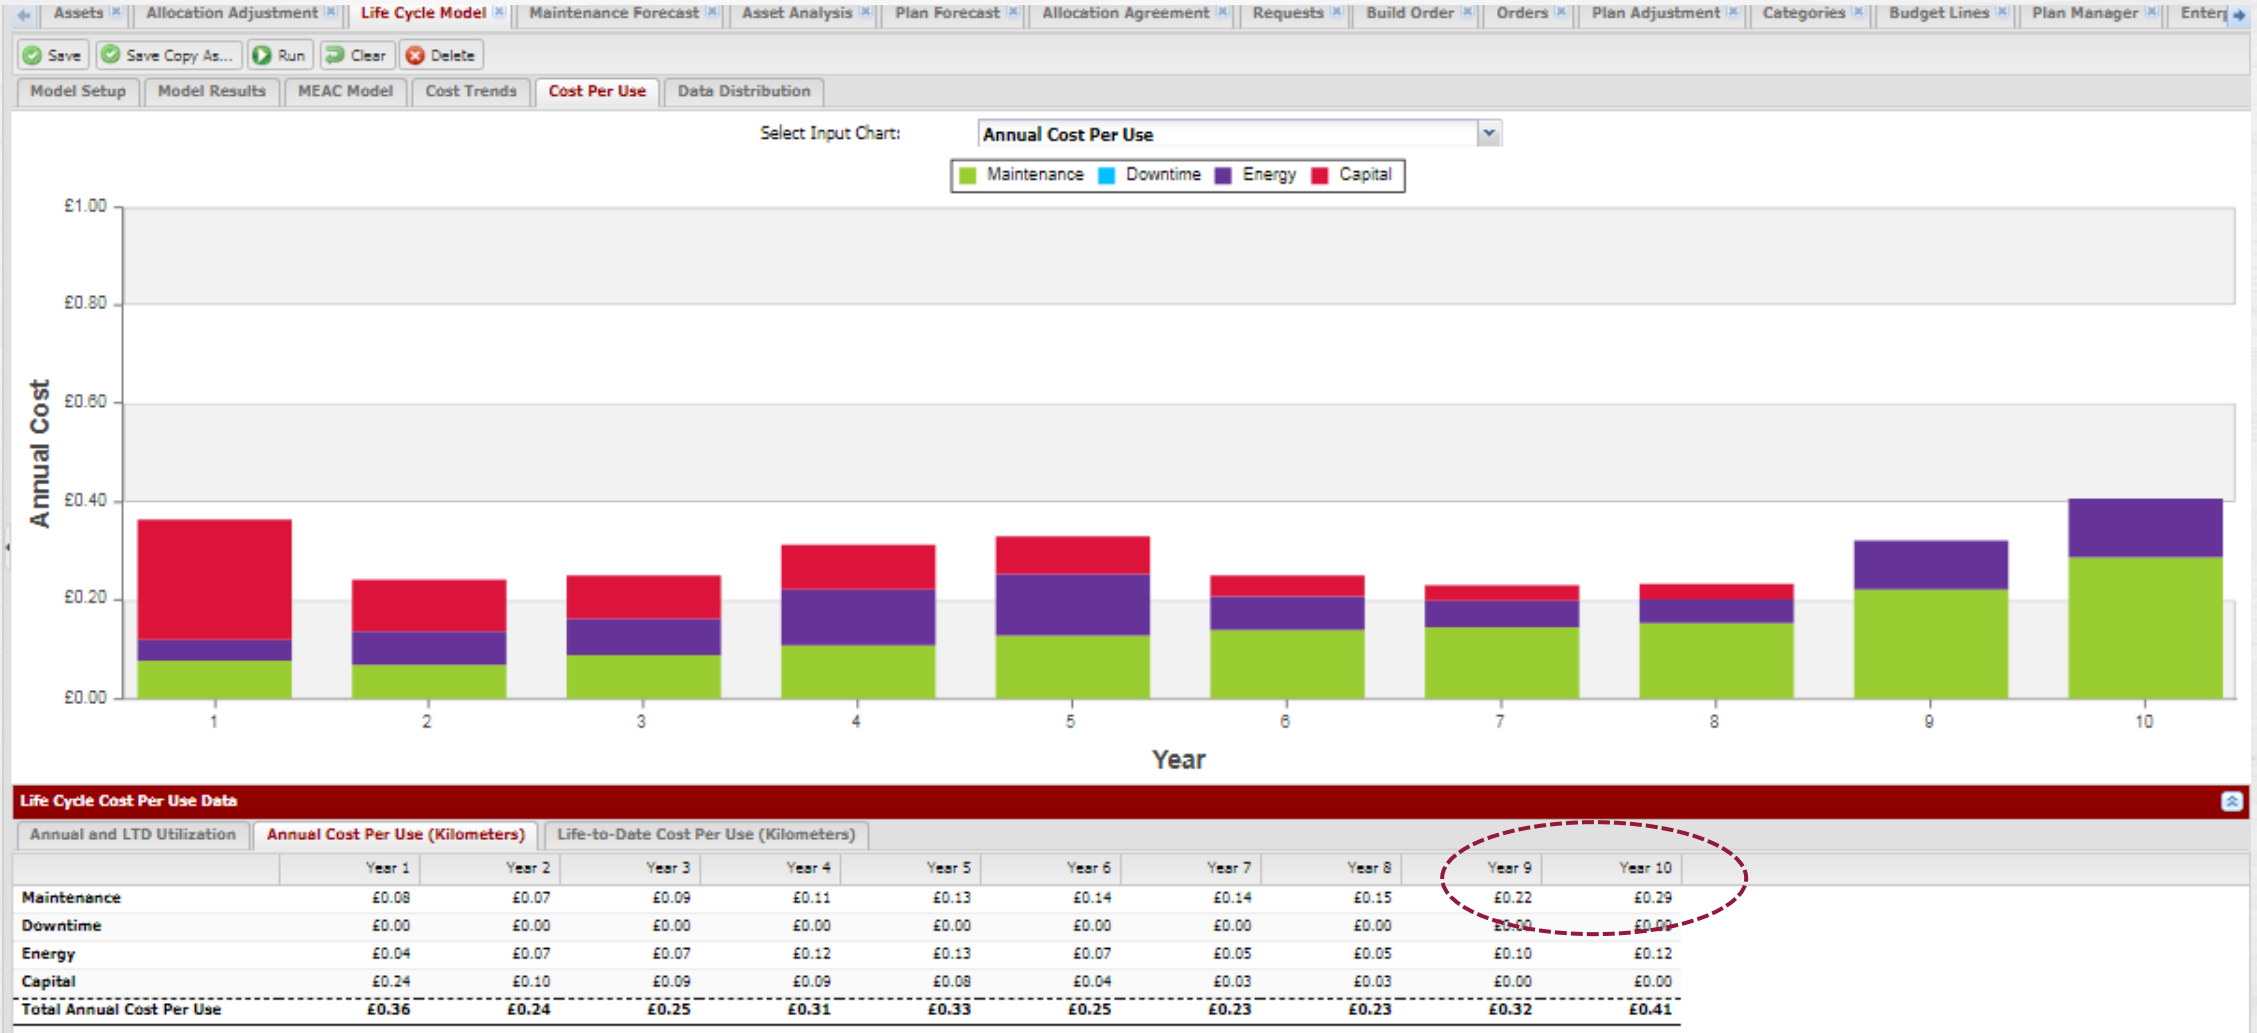 Assets Allocation Adjustment Life Cycle Model Maintenance Forecast Asset Analysis Plan Forecast Allocation Agreement Requests Build Order Orders Plan Adjustment Categories Budget Lines Plan Manager
Save Save Copy As... Run Clear Delete
Model Setup Model Results MEAC Model Cost Trends Cost Per Use Data Distribution
Select Input Chart: Annual Cost Per Use
Maintenance Downtime Energy Capital
£1.00
£0.80
£0.60
£0.40
£0.20
£0.00
Annual Cost
1 2 3 4 5 6 7 8 9 10
Year
Life Cycle Cost Per Use Data
Annual and LTD Utilization Annual Cost Per Use (Kilometers) Life-to-Date Cost Per Use (Kilometers)
Year 1 Year 2 Year 3 Year 4 Year 5 Year 6 Year 7 Year 8 Year 9 Year 10
Maintenance £0.08 £0.07 £0.09 £0.11 £0.13 £0.14 £0.14 £0.15 £0.22 £0.29
Downtime £0.00 £0.00 £0.00 £0.00 £0.00 £0.00 £0.00 £0.00 £0.00 £0.00
Energy £0.04 £0.07 £0.07 £0.12 £0.13 £0.07 £0.05 £0.05 £0.10 £0.12
Capital £0.24 £0.10 £0.09 £0.09 £0.08 £0.04 £0.03 £0.03 £0.00 £0.00
Total Annual Cost Per Use £0.36 £0.24 £0.25 £0.31 £0.33 £0.25 £0.23 £0.23 £0.32 £0.41